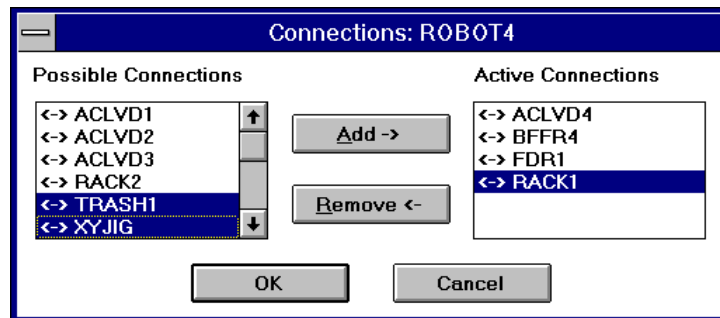 Connections: ROBOT4
Possible Connections
<-> ACLVD1
<-> ACLVD2
<-> ACLVD3
<-> RACK2
<-> TRASH1
<-> XYJIG
Add ->
Remove <-
Active Connections
<-> ACLVD4
<-> BFFR4
<-> FDR1
<-> RACK1
OK
Cancel